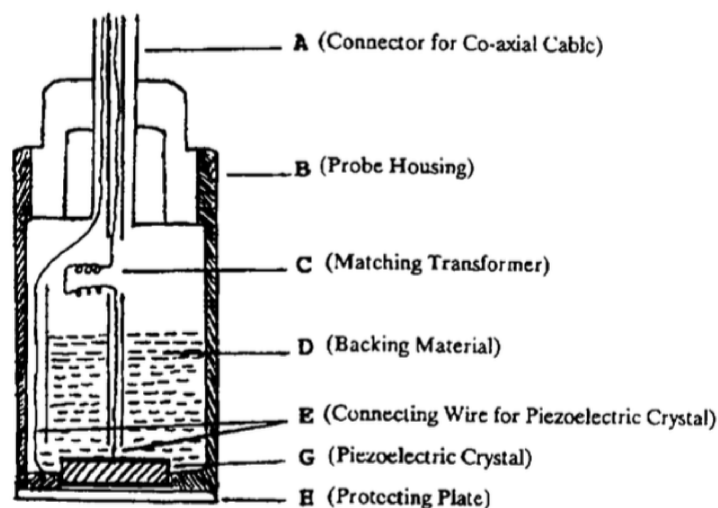 A (Connector for Co-axial Cable)
B (Probe Housing)
C (Matching Transformer)
D (Backing Material)
E (Connecting Wire for Piezoelectric Crystal)
G (Piezoelectric Crystal)
H (Protecting Plate)